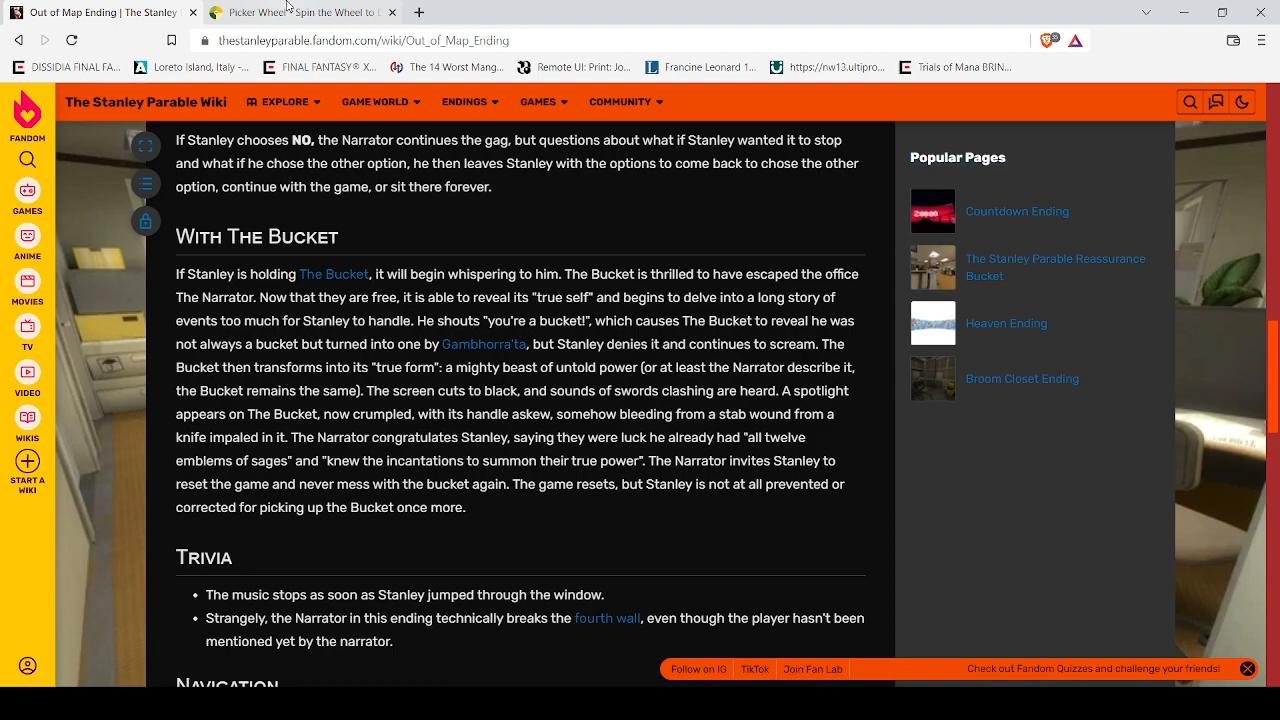 Out of Map Ending | The Stanley Par
Picker Wheel - Spin the Wheel to D
thestanleyparable.fandom.com/wiki/Out_of_Map_Ending
35
DISSIDIA FINAL FA...
Loreto Island, Italy -...
FINAL FANTASY® X...
The 14 Worst Mang...
Remote UI: Print: Jo...
Francine Leonard 1...
https://nw13.ultipro...
Trials of Mana BRIN...
FANDOM
GAMES
ANIME
MOVIES
TV
VIDEO
WIKIS
START A
WIKI
The Stanley Parable Wiki
EXPLORE
GAME WORLD
ENDINGS
GAMES
COMMUNITY
If Stanley chooses NO, the Narrator continues the gag, but questions about what if Stanley wanted it to stop
and what if he chose the other option, he then leaves Stanley with the options to come back to chose the other
option, continue with the game, or sit there forever.
With The Bucket
If Stanley is holding The Bucket, it will begin whispering to him. The Bucket is thrilled to have escaped the office
The Narrator. Now that they are free, it is able to reveal its "true self" and begins to delve into a long story of
events too much for Stanley to handle. He shouts "you're a bucket!", which causes The Bucket to reveal he was
not always a bucket but turned into one by Gambhorra'ta, but Stanley denies it and continues to scream. The
Bucket then transforms into its "true form": a mighty beast of untold power (or at least the Narrator describe it,
the Bucket remains the same). The screen cuts to black, and sounds of swords clashing are heard. A spotlight
appears on The Bucket, now crumpled, with its handle askew, somehow bleeding from a stab wound from a
knife impaled in it. The Narrator congratulates Stanley, saying they were luck he already had "all twelve
emblems of sages" and "knew the incantations to summon their true power". The Narrator invites Stanley to
reset the game and never mess with the bucket again. The game resets, but Stanley is not at all prevented or
corrected for picking up the Bucket once more.
Trivia
• The music stops as soon as Stanley jumped through the window.
• Strangely, the Narrator in this ending technically breaks the fourth wall, even though the player hasn't been
mentioned yet by the narrator.
Navigation
Popular Pages
2:00:00
Countdown Ending
The Stanley Parable Reassurance
Bucket
Heaven Ending
Broom Closet Ending
Follow on IG
TikTok
Join Fan Lab
Check out Fandom Quizzes and challenge your friends!